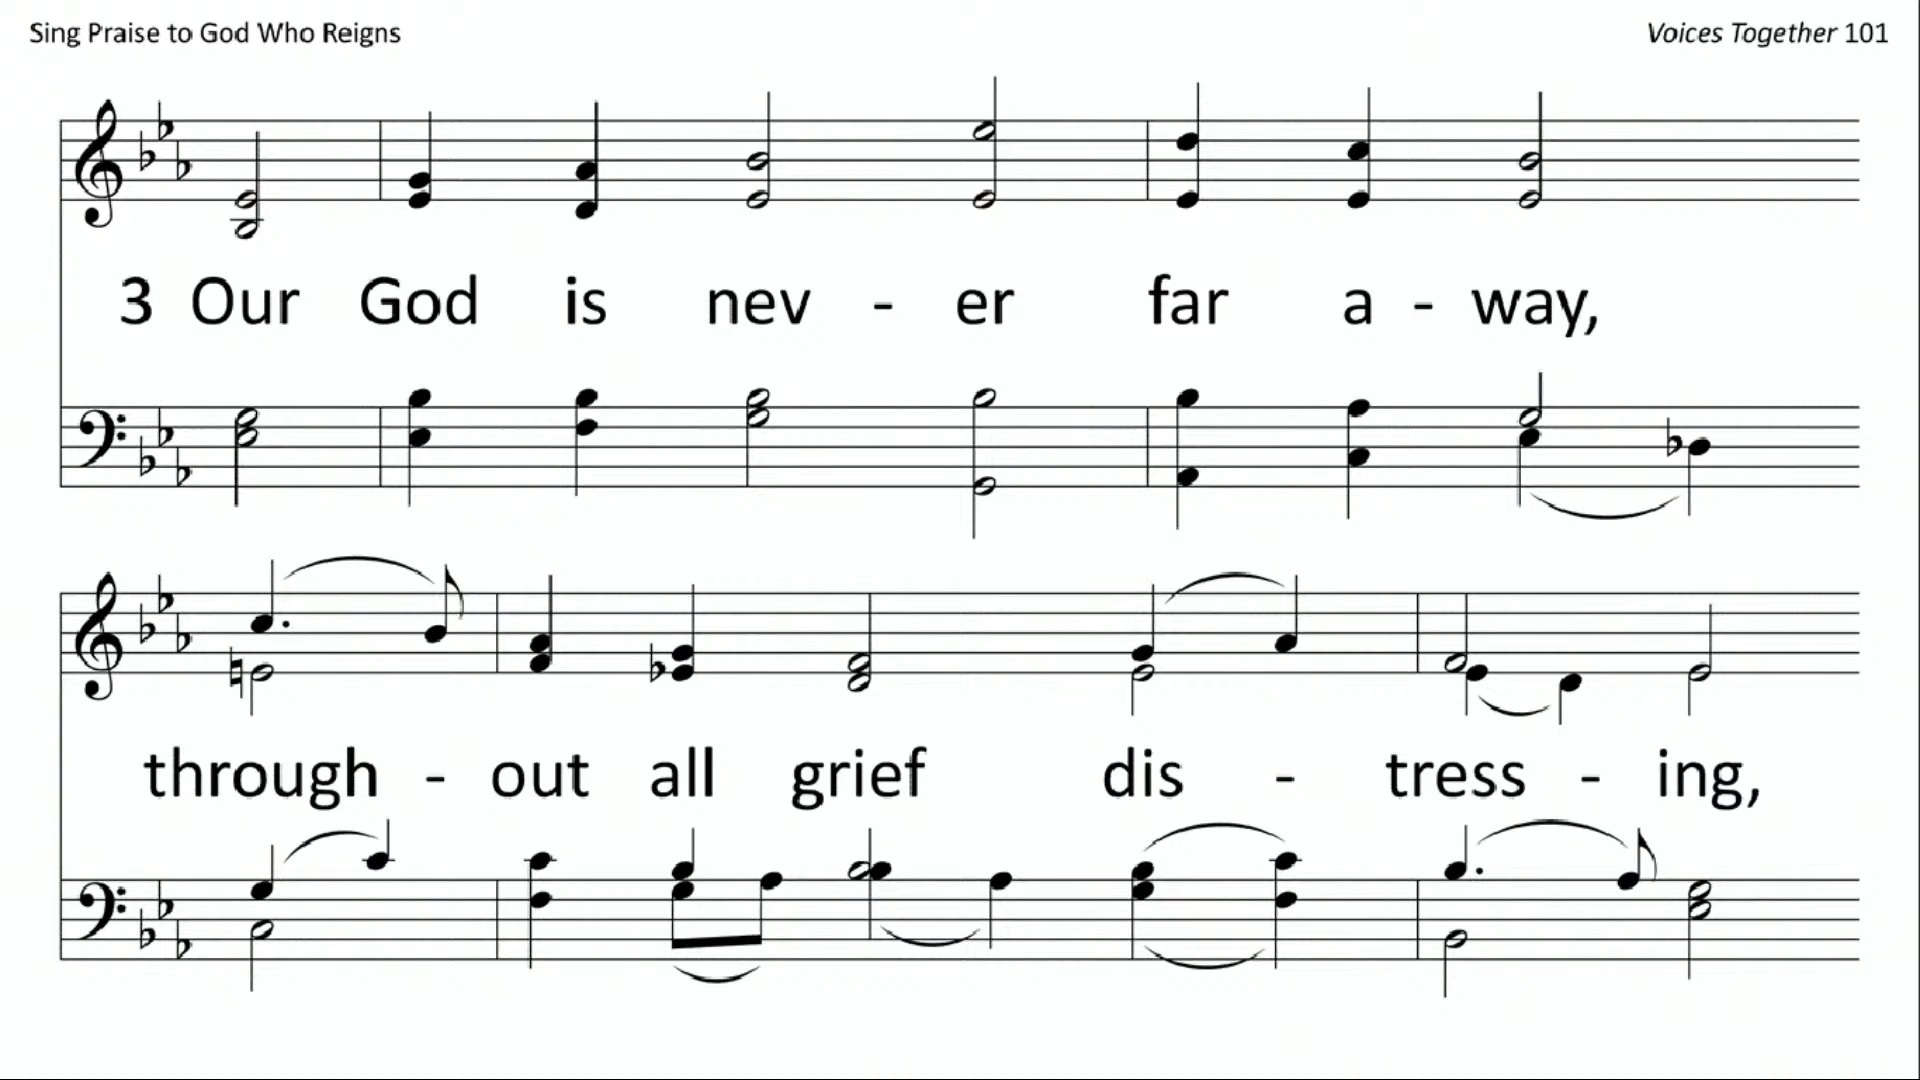 Sing Praise to God Who Reigns
Voices Together 101
3 Our God is nev - er far a - way,
through - out all grief dis - tress - ing,